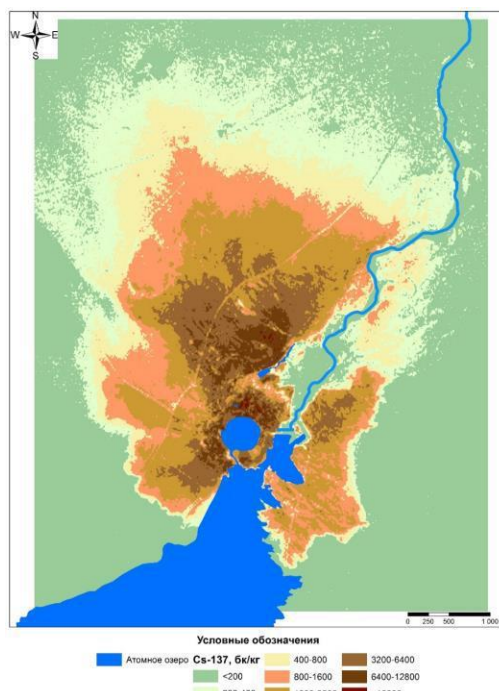 N
W E
S
0 250 500 1 000
Условные обозначения
Атомное озеро Cs-137, бк/кг 400-800 3200-6400
<200 800-1600 6400-12800